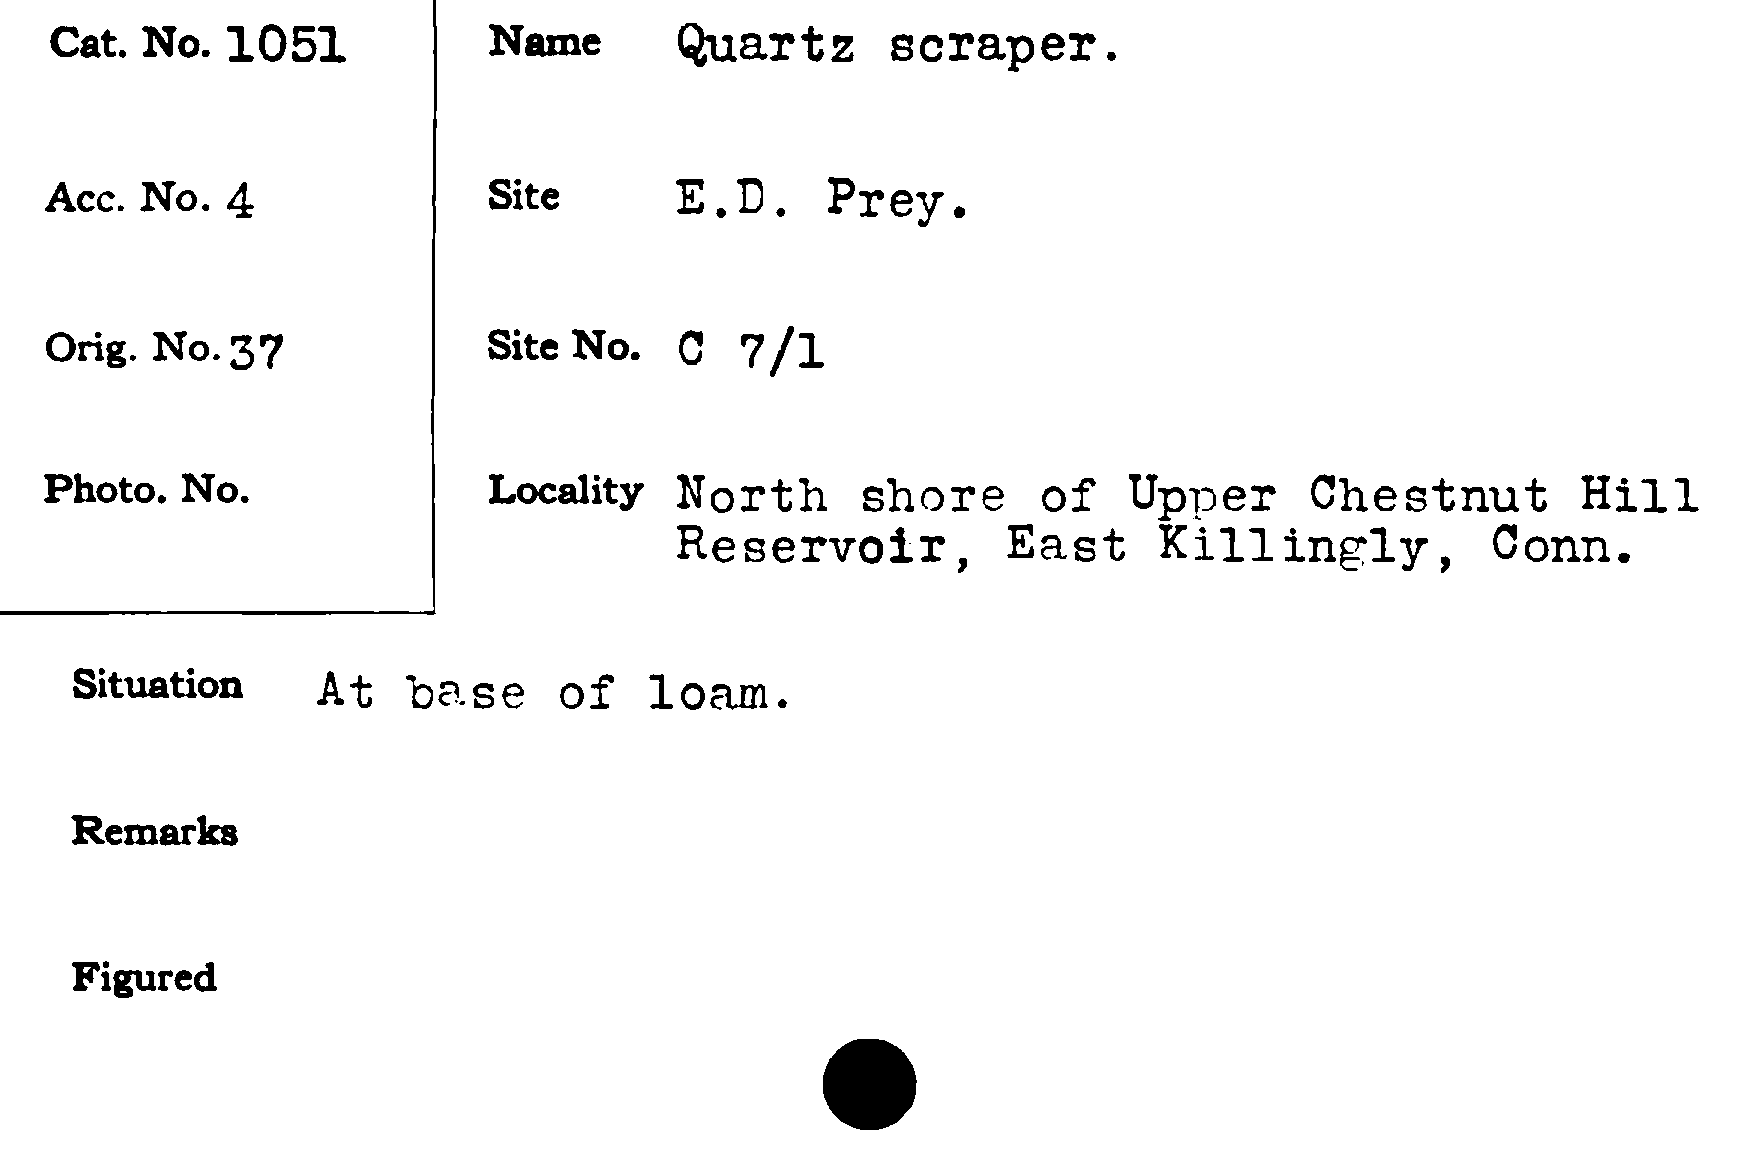 Cat. No. 1051
Name Quartz scraper.
Acc. No. 4
Site E.D. Prey.
Orig. No. 37
Site No. C 7/1
Photo. No.
Locality North shore of Upper Chestnut Hill
Reservoir, East Killingly, Conn.
Situation At base of loam.
Remarks
Figured